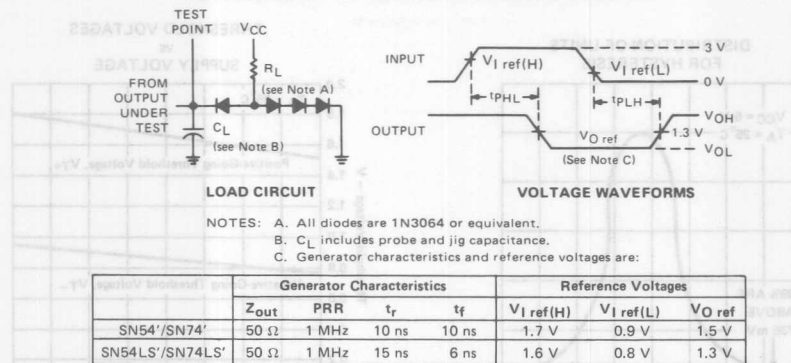 TEST
POINT VCC
RL
(see Note A)
FROM
OUTPUT
UNDER
TEST
CL
(see Note B)
LOAD CIRCUIT
INPUT
VI ref(H)
VI ref(L)
3 V
0 V
tPHL
tPLH
OUTPUT
VO ref
(See Note C)
VOH
1.3 V
VOL
VOLTAGE WAVEFORMS
NOTES: A. All diodes are 1N3064 or equivalent.
B. CL includes probe and jig capacitance.
C. Generator characteristics and reference voltages are:
Generator Characteristics Reference Voltages
Zout PRR tr tf VI ref(H) VI ref(L) VO ref
SN54'/SN74' 50 Ω 1 MHz 10 ns 10 ns 1.7 V 0.9 V 1.5 V
SN54LS'/SN74LS' 50 Ω 1 MHz 15 ns 6 ns 1.6 V 0.8 V 1.3 V